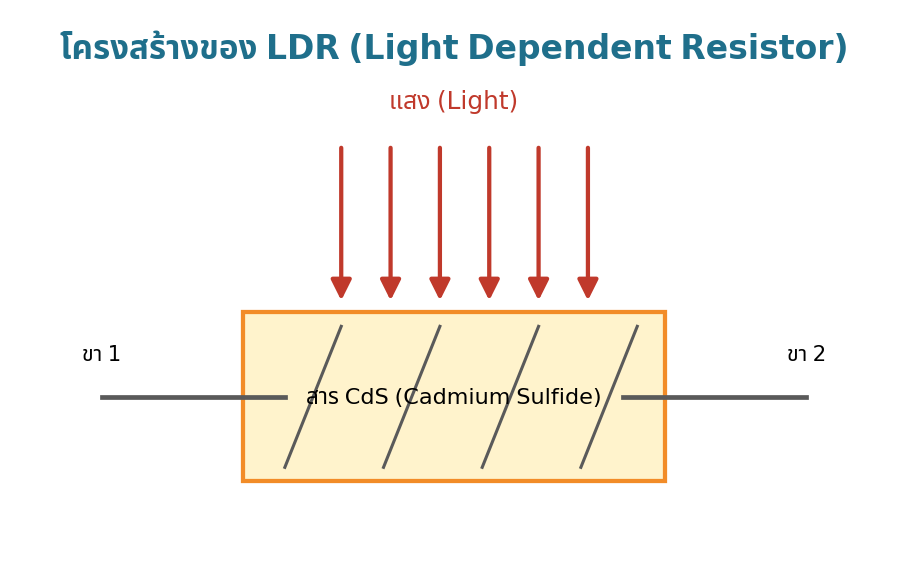 โครงสร้างของ LDR (Light Dependent Resistor)
แสง (Light)
ขา 1
ขา 2
สาร CdS (Cadmium Sulfide)